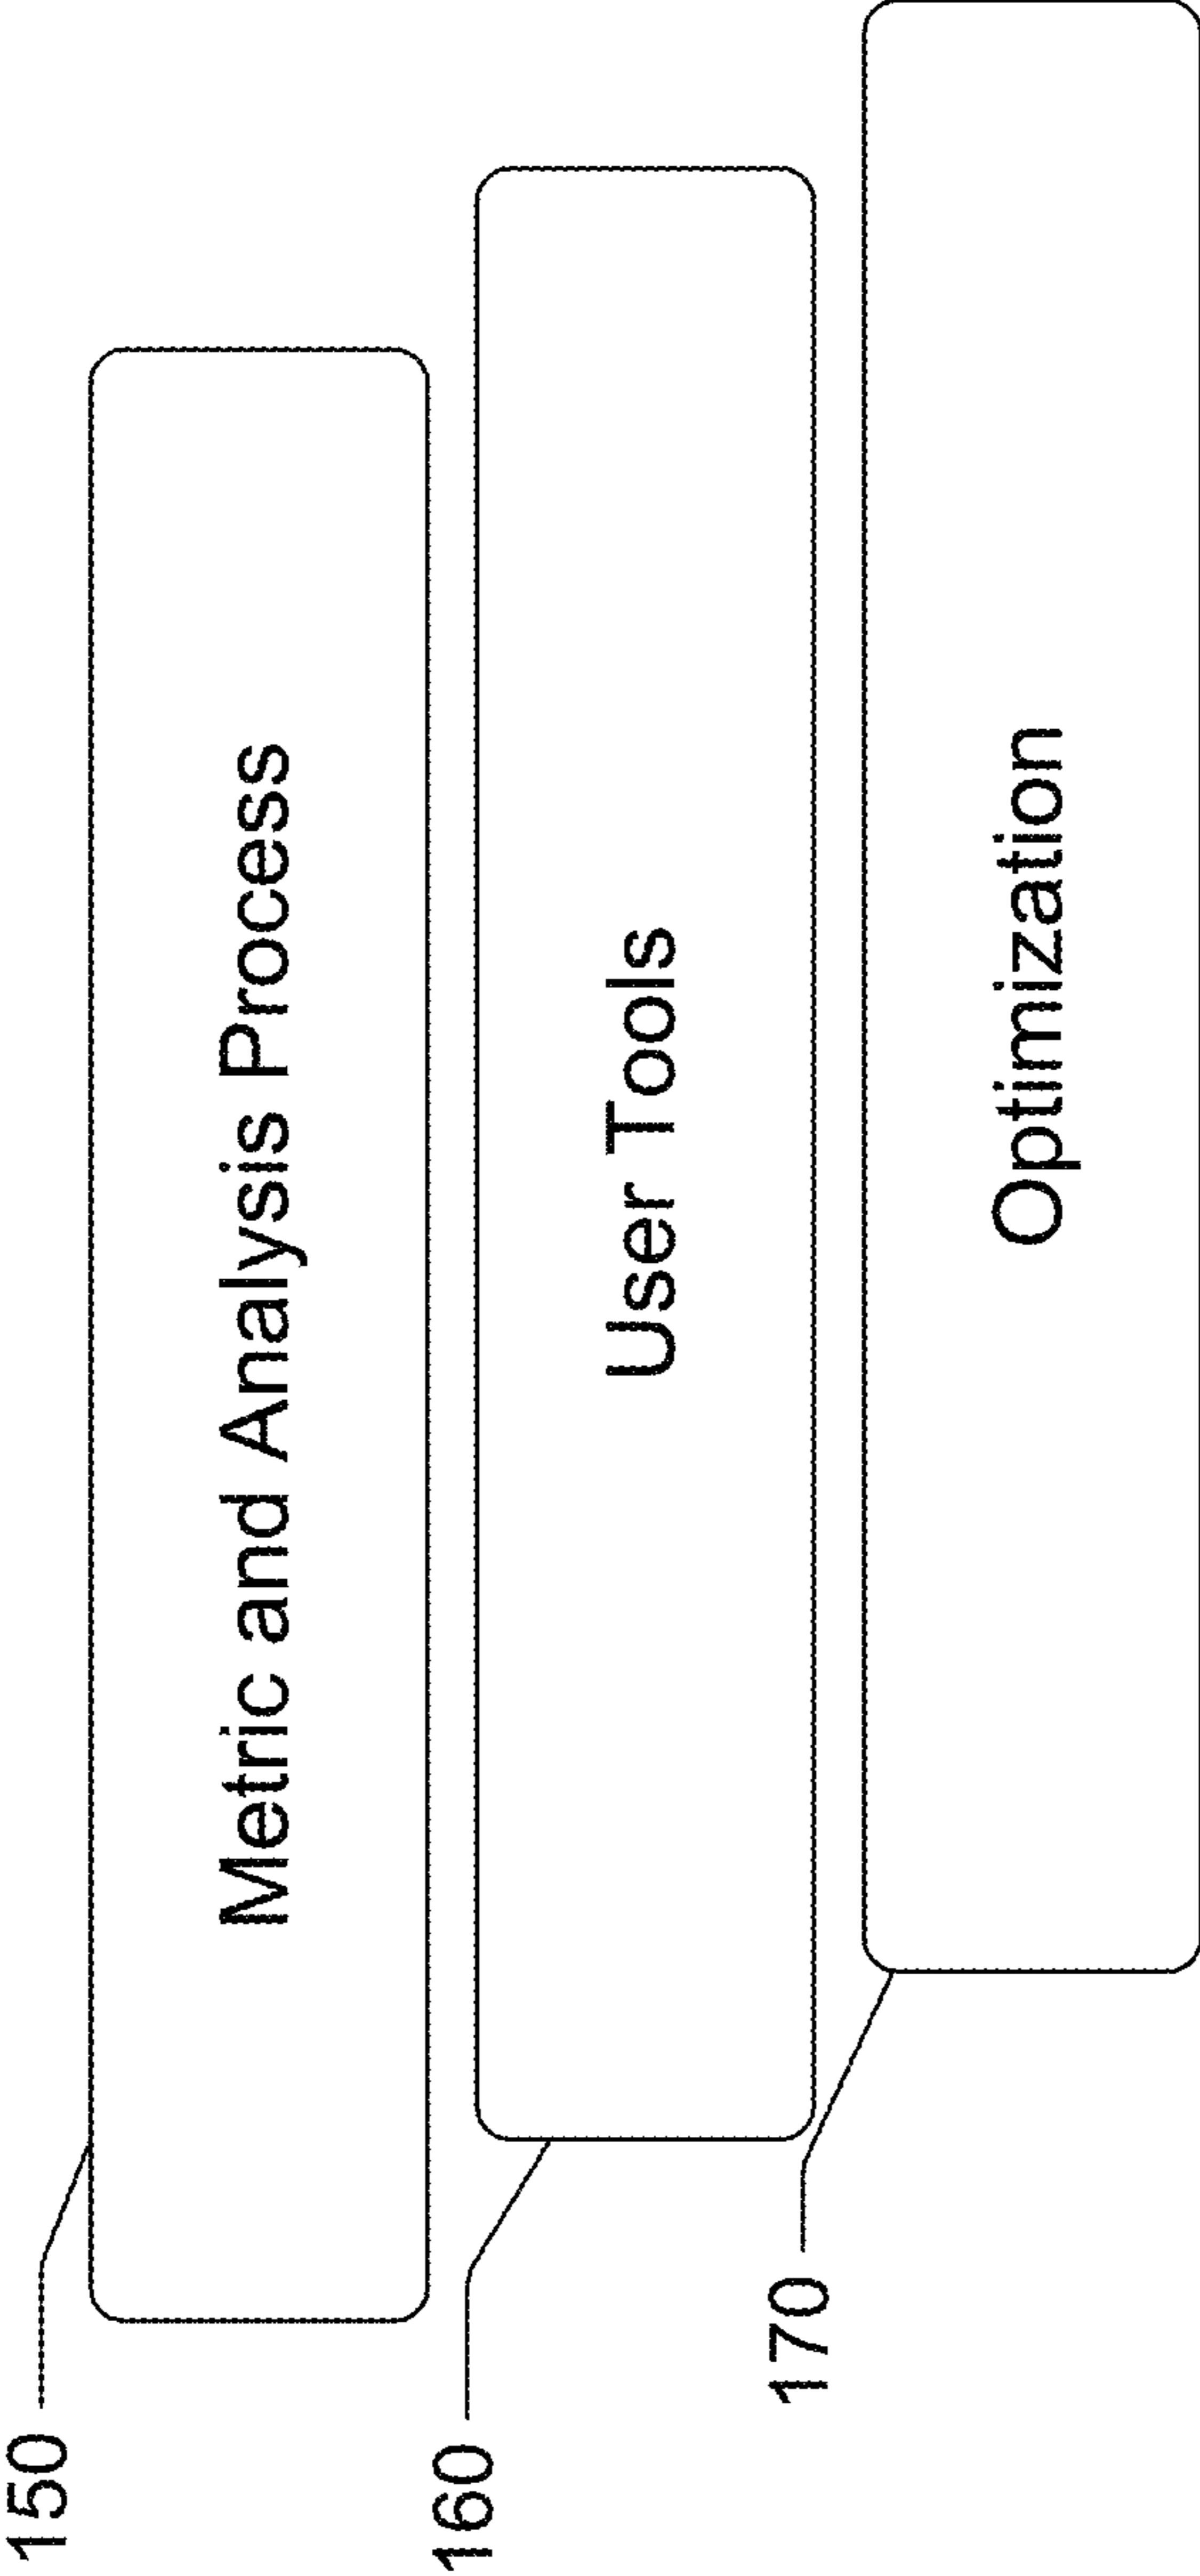 150
Metric and Analysis Process
160
User Tools
170
Optimization